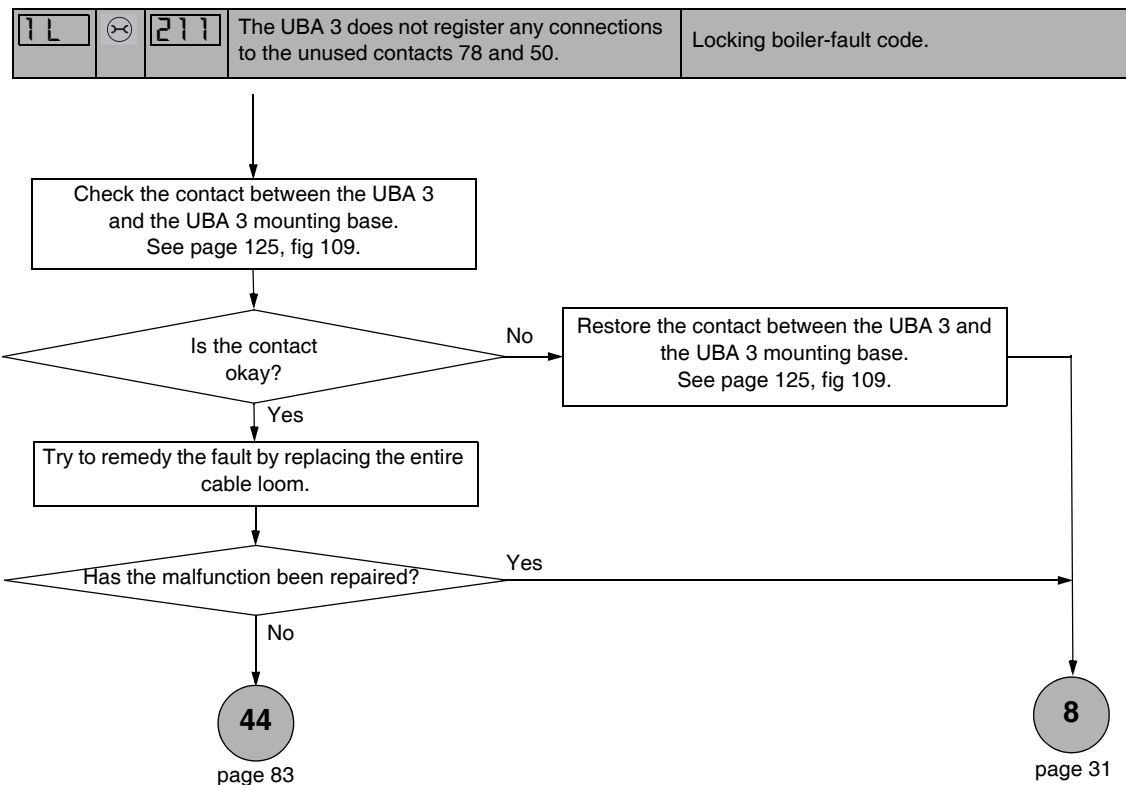 1L 211
The UBA 3 does not register any connections
to the unused contacts 78 and 50.
Locking boiler-fault code.
Check the contact between the UBA 3
and the UBA 3 mounting base.
See page 125, fig 109.
Is the contact
okay?
No
Restore the contact between the UBA 3 and
the UBA 3 mounting base.
See page 125, fig 109.
Yes
Try to remedy the fault by replacing the entire
cable loom.
Has the malfunction been repaired?
Yes
No
44
page 83
8
page 31